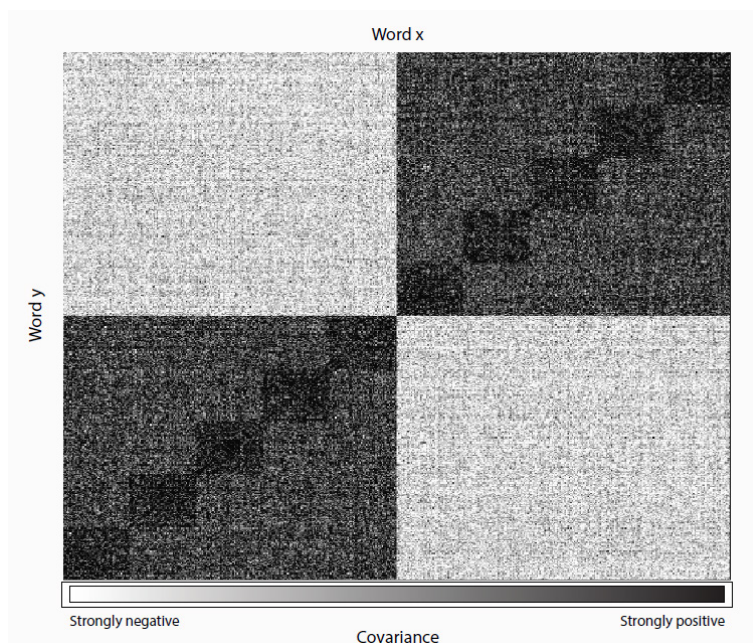 Word x
Word y
Strongly negative
Strongly positive
Covariance